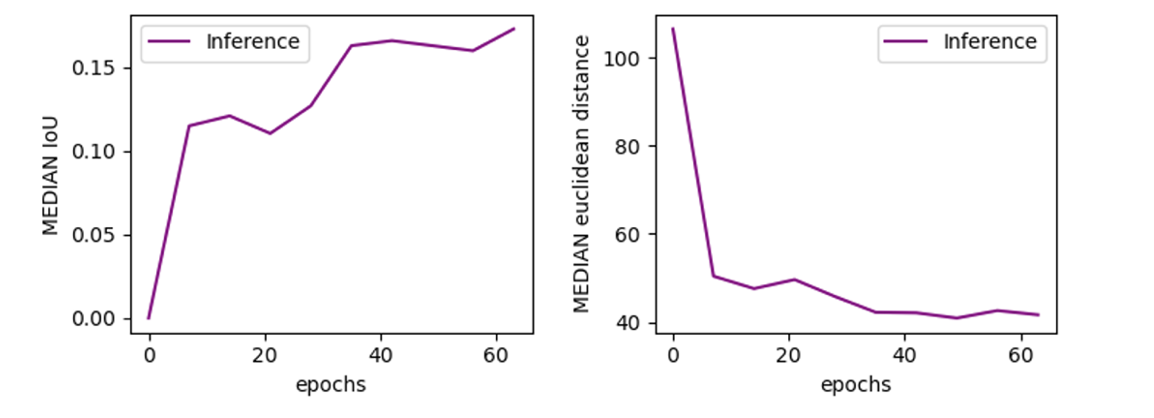 Inference
MEDIAN IoU
0.15
0.10
0.05
0.00
0 20 40 60
epochs
Inference
MEDIAN euclidean distance
100
80
60
40
0 20 40 60
epochs